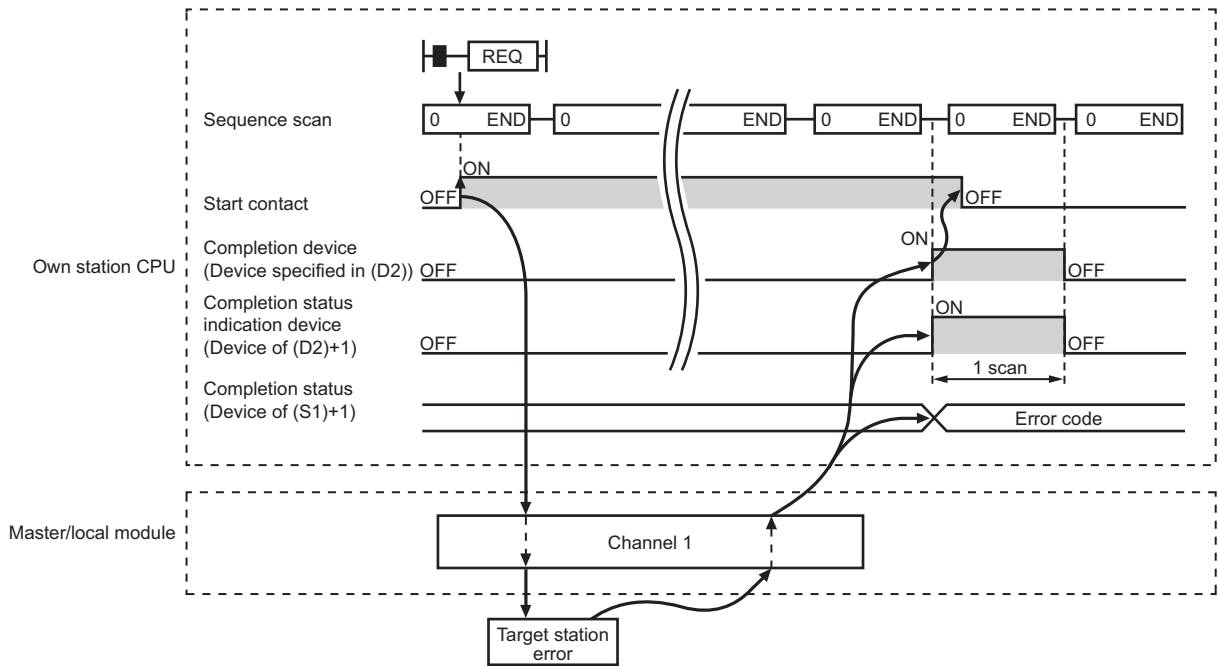 REQ
Sequence scan
0 END 0 END 0 END 0 END 0 END
ON
Start contact
OFF OFF
Own station CPU
Completion device
(Device specified in (D2))
OFF ON OFF
Completion status
indication device
(Device of (D2)+1)
OFF ON OFF
1 scan
Completion status
(Device of (S1)+1)
Error code
Master/local module
Channel 1
Target station
error